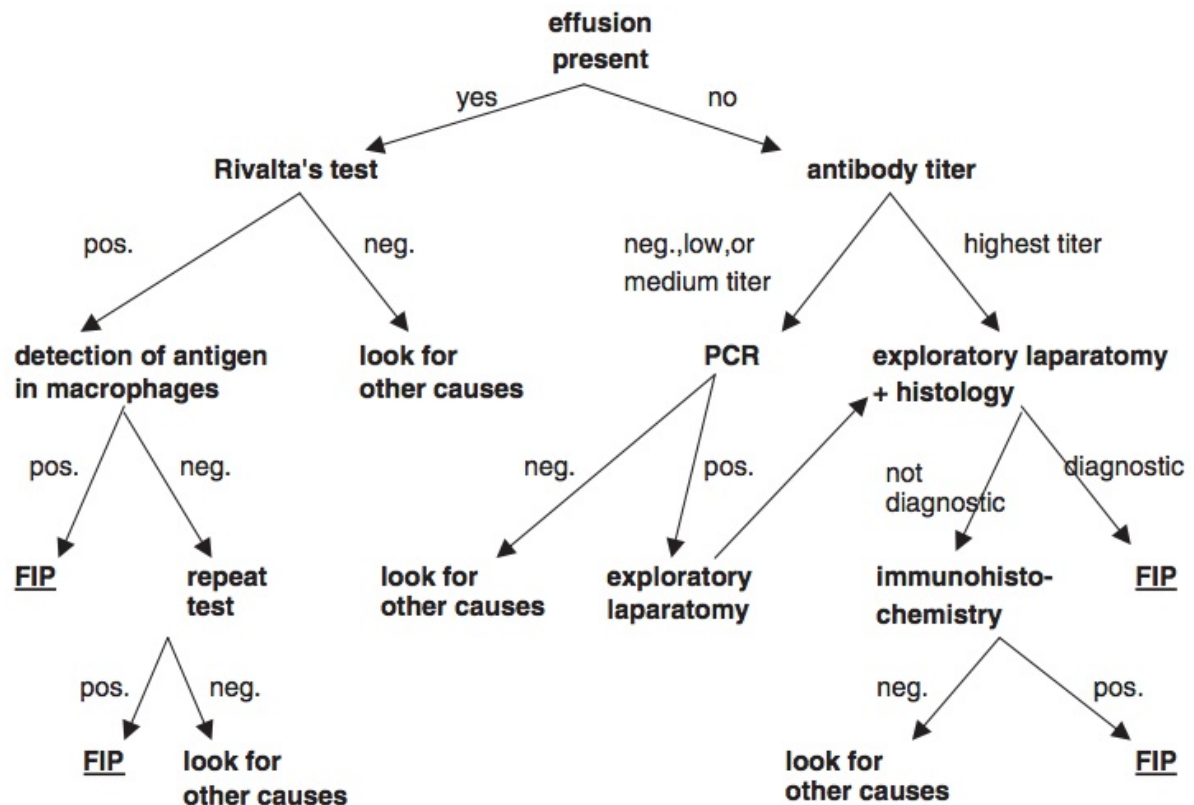 effusion
present
yes
no
Rivalta's test
antibody titer
pos.
neg.
neg.,low,or
medium titer
highest titer
detection of antigen
in macrophages
look for
other causes
PCR
exploratory laparatomy
+ histology
pos.
neg.
neg.
pos.
not
diagnostic
diagnostic
FIP
repeat
test
look for
other causes
exploratory
laparatomy
immunohisto-
chemistry
FIP
pos.
neg.
neg.
pos.
FIP
look for
other causes
look for
other causes
FIP